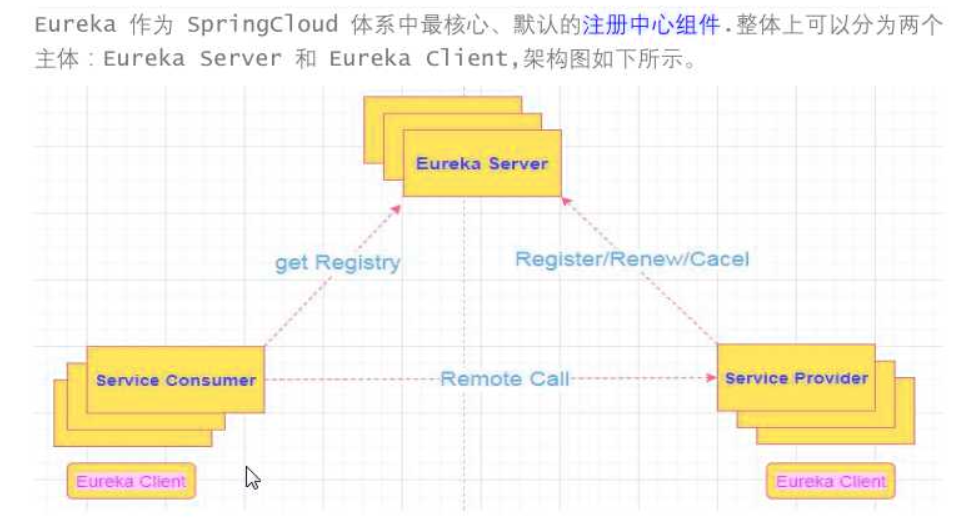 Eureka 作为 SpringCloud 体系中最核心、默认的注册中心组件.整体上可以分为两个
主体：Eureka Server 和 Eureka Client,架构图如下所示。
Eureka Server
get Registry
Register/Renew/Cacel
Service Consumer
Remote Call
Service Provider
Eureka Client
Eureka Client